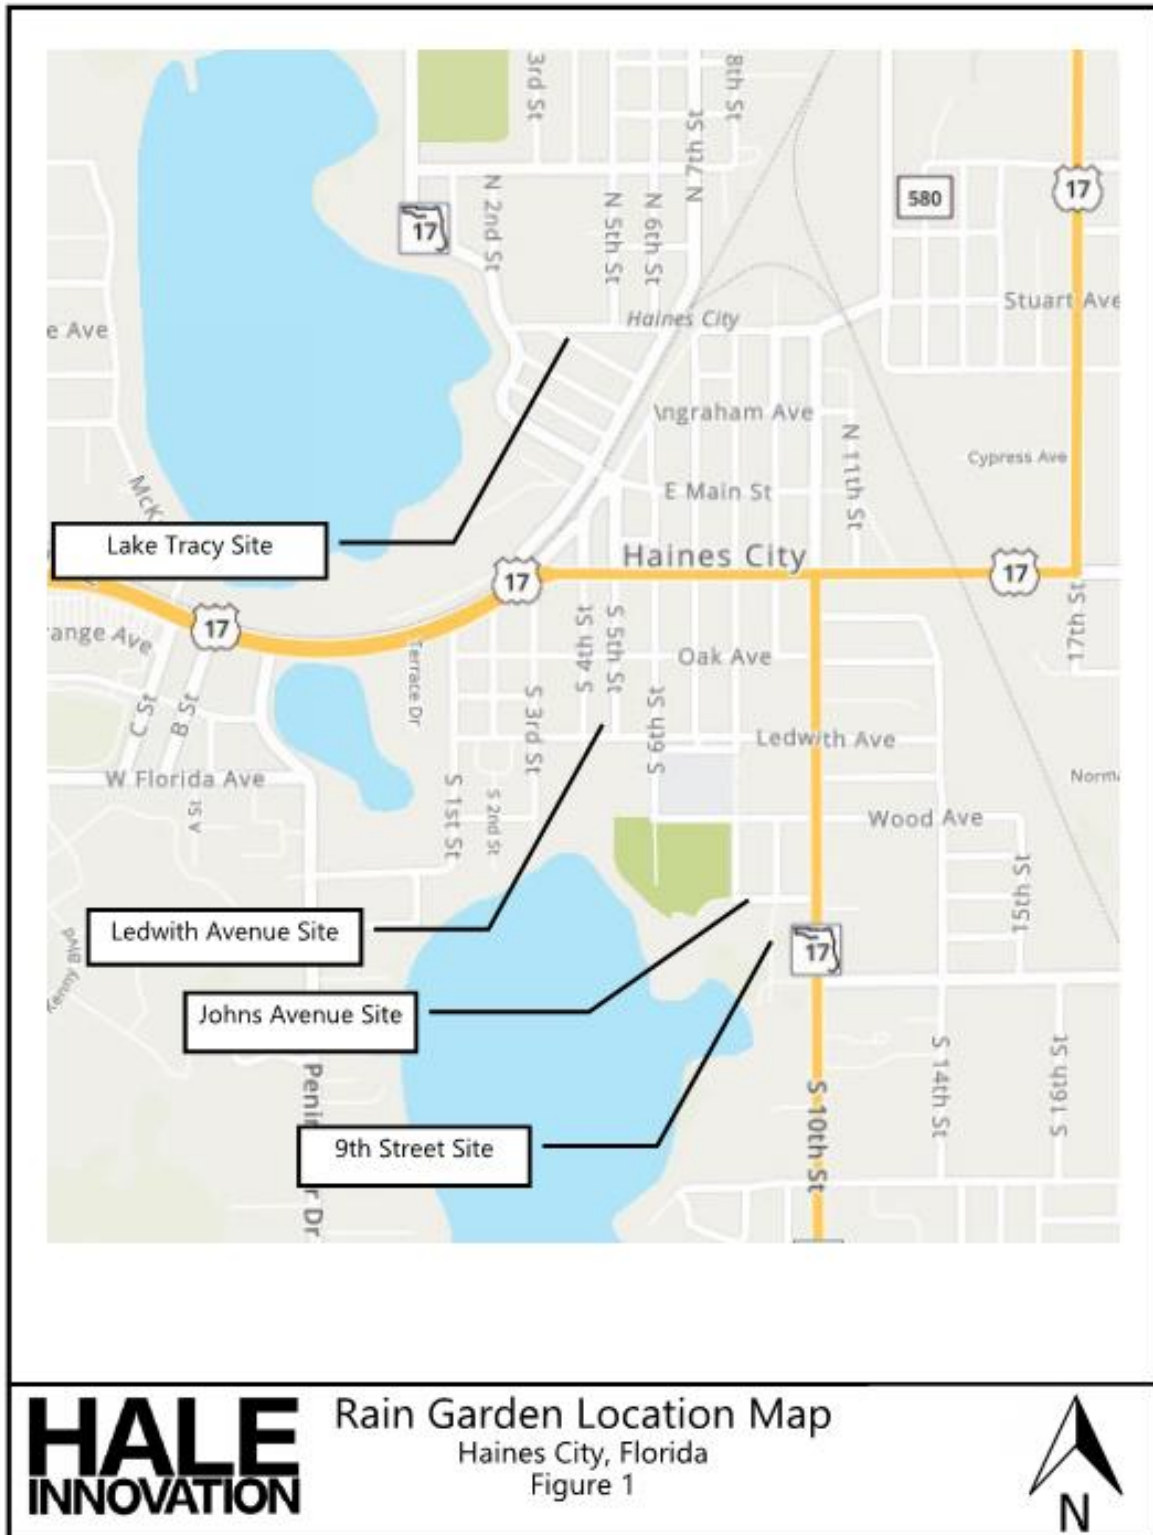 3rd St
8th St
N 7th St
N 2nd St
N 5th St
N 6th St
17
580
17
Stuart Ave
e Ave
Haines City
Ingraham Ave
N 11th St
Cypress Ave
E Main St
Lake Tracy Site
Haines City
17
17
17
17th St
ange Ave
Terrace Dr
S 4th St
S 5th St
Oak Ave
C St
B St
S 3rd St
S 6th St
Ledwith Ave
W Florida Ave
A St
S 1st St
S 2nd St
Wood Ave
15th St
Ledwith Avenue Site
17
Johns Avenue Site
S 10th St
S 14th St
S 16th St
9th Street Site
Dr
HALE
INNOVATION
Rain Garden Location Map
Haines City, Florida
Figure 1
N